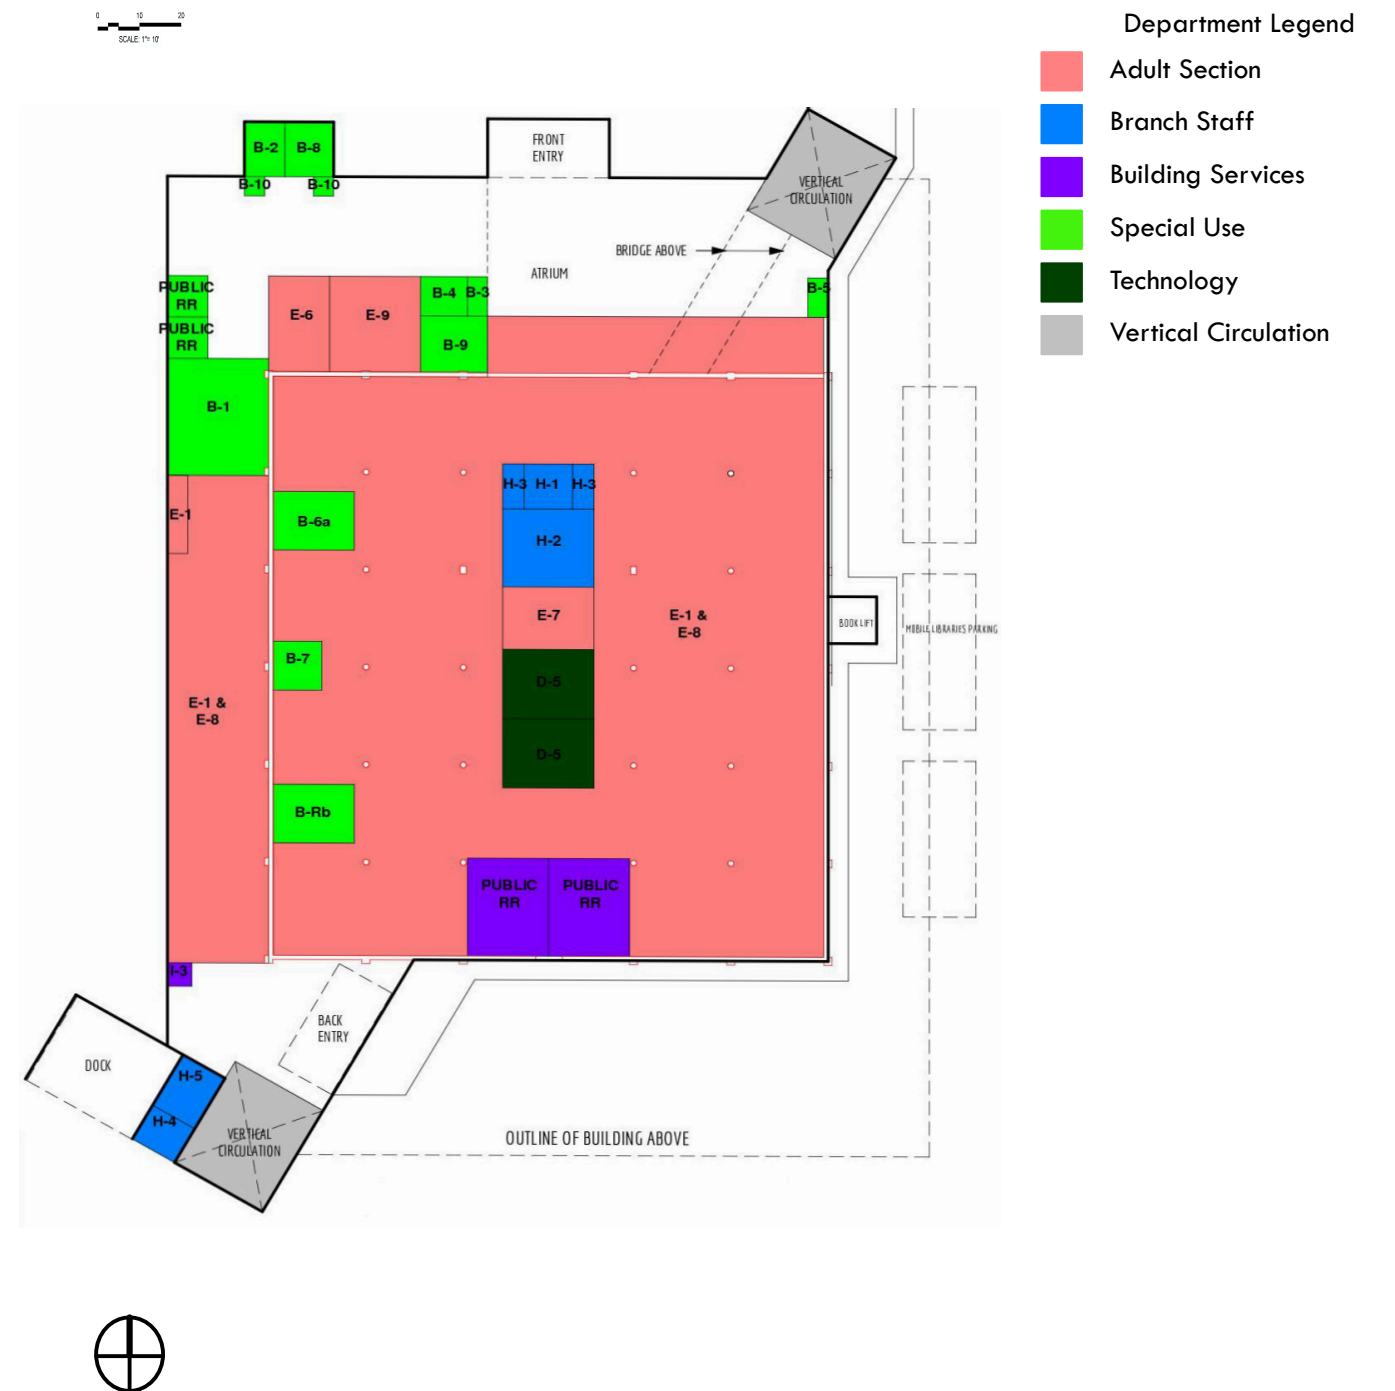 0 10 20
SCALE: 1"= 10'
Department Legend
Adult Section
Branch Staff
Building Services
Special Use
Technology
Vertical Circulation
B-2
B-8
B-10
B-10
FRONT
ENTRY
VERTICAL
CIRCULATION
BRIDGE ABOVE
ATRIUM
PUBLIC
RR
PUBLIC
RR
E-6
E-9
B-4
B-3
B-9
B-5
B-1
E-1
B-6a
H-3
H-1
H-3
H-2
E-7
E-1 &
E-8
BOOK LIFT
MOBILE LIBRARIES PARKING
B-7
D-5
D-5
E-1 &
E-8
B-Rb
PUBLIC
RR
PUBLIC
RR
I-3
BACK
ENTRY
DOCK
H-5
H-4
VERTICAL
CIRCULATION
OUTLINE OF BUILDING ABOVE